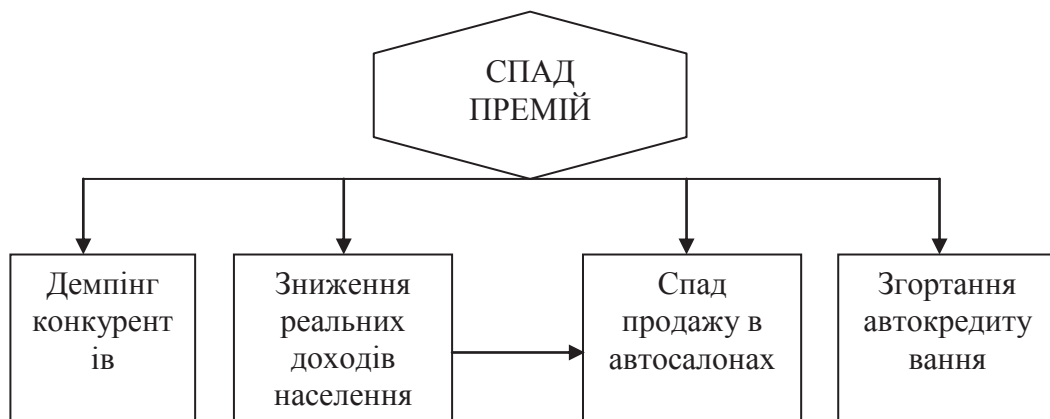 СПАД
ПРЕМІЙ
Демпінг
конкурент
ів
Зниження
реальних
доходів
населення
Спад
продажу в
автосалонах
Згортання
автокредиту
вання